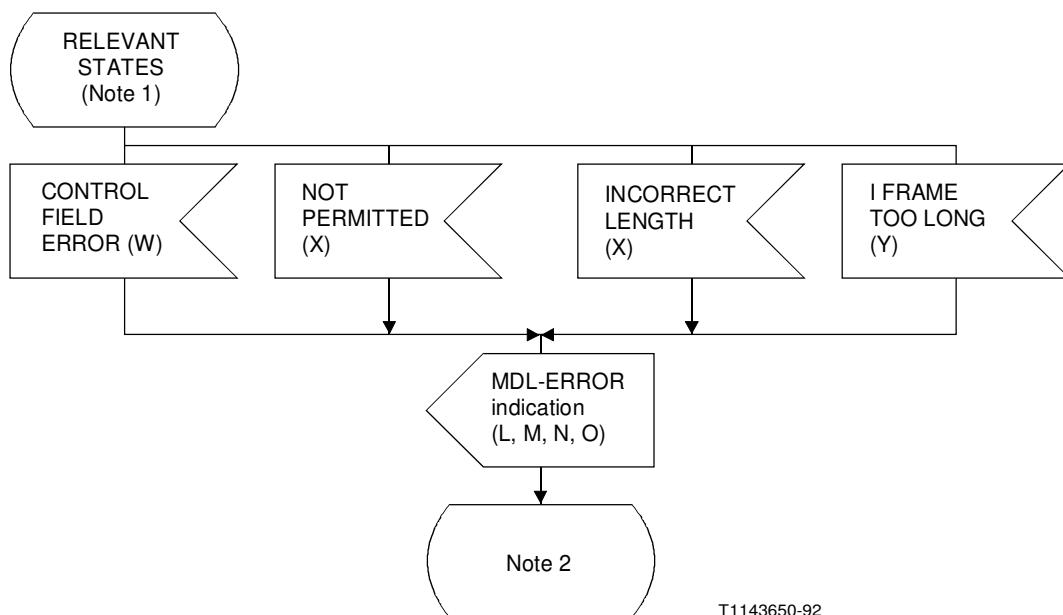 RELEVANT
STATES
(Note 1)
CONTROL
FIELD
ERROR (W)
NOT
PERMITTED
(X)
INCORRECT
LENGTH
(X)
I FRAME
TOO LONG
(Y)
MDL-ERROR
indication
(L, M, N, O)
Note 2
T1143650-92